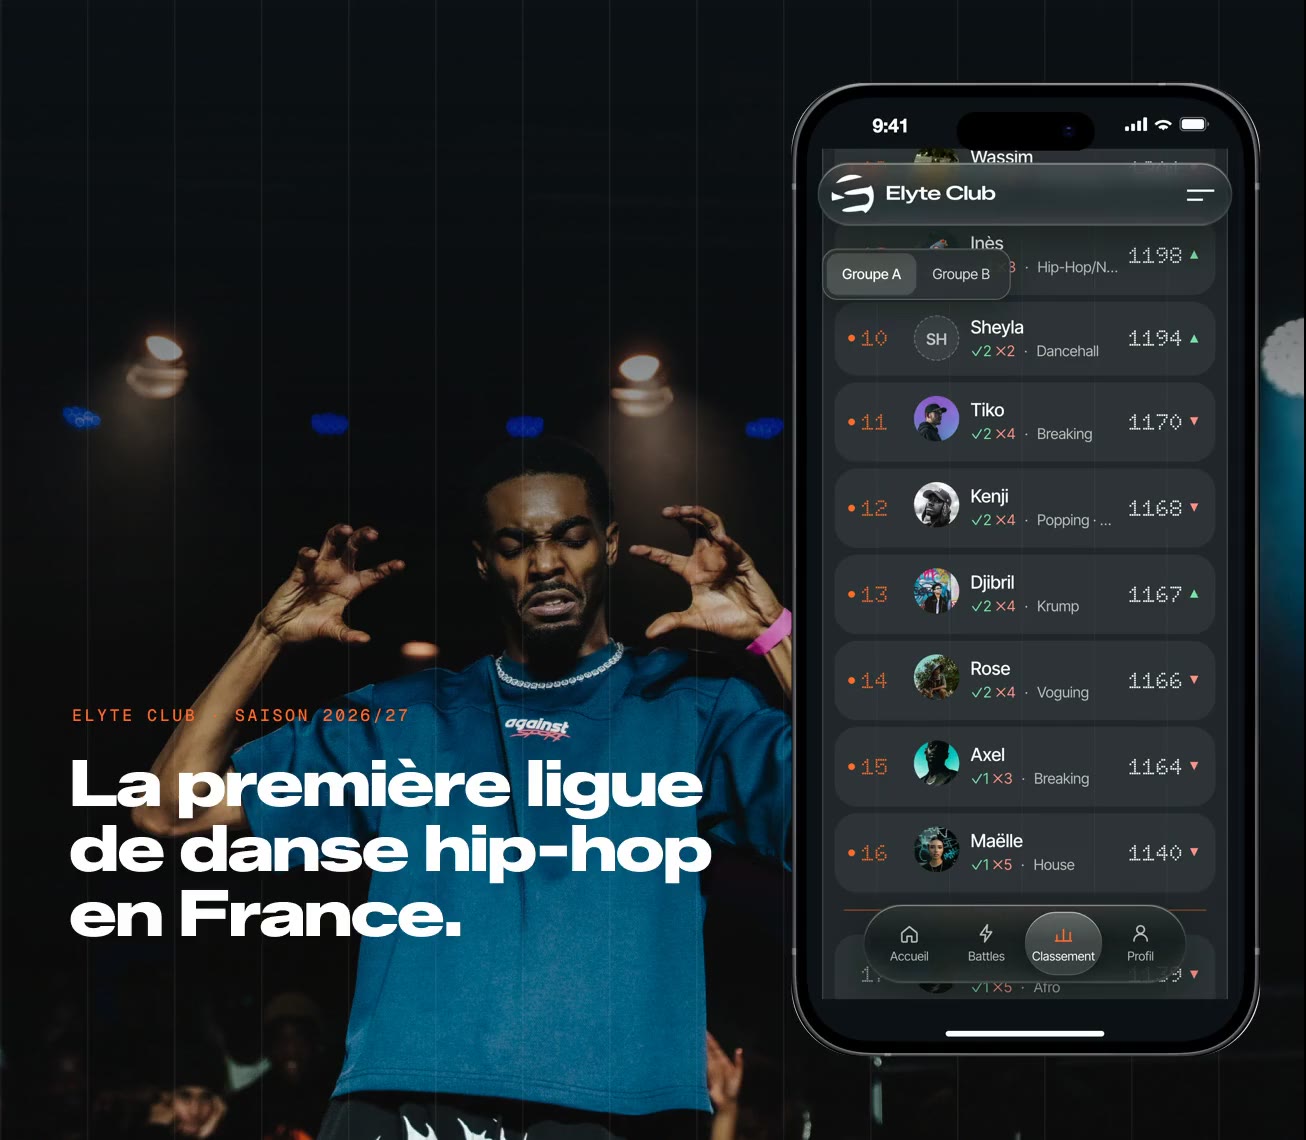 ELYTE CLUB · SAISON 2026/27
La première ligue
de danse hip-hop
en France.
against
9:41
Wassim
Elyte Club
Inès
Hip-Hop/N...
1198 ▲
Groupe A
Groupe B
• 10
SH
Sheyla
✓2 ×2 · Dancehall
1194 ▲
• 11
Tiko
✓2 ×4 · Breaking
1170 ▼
• 12
Kenji
✓2 ×4 · Popping · ...
1168 ▼
• 13
Djibril
✓2 ×4 · Krump
1167 ▲
• 14
Rose
✓2 ×4 · Voguing
1166 ▼
• 15
Axel
✓1 ×3 · Breaking
1164 ▼
• 16
Maëlle
✓1 ×5 · House
1140 ▼
Accueil
Battles
Classement
Profil
✓1 ×5 · Afro